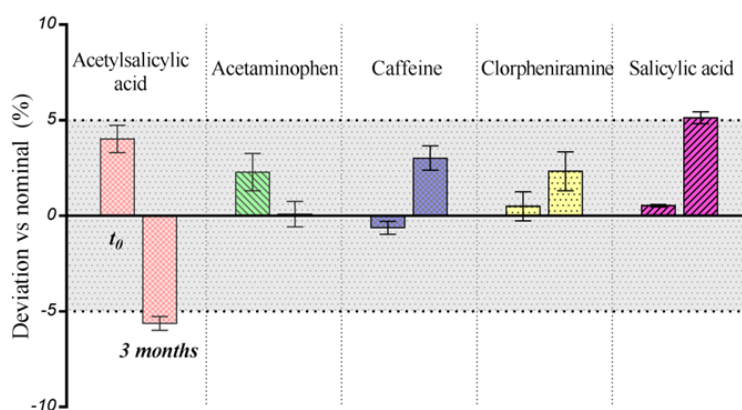 10
Acetylsalicylic
acid
Acetaminophen
Caffeine
Clorpheniramine
Salicylic acid
5
0
-5
-10
Deviation vs nominal (%)
t0
3 months